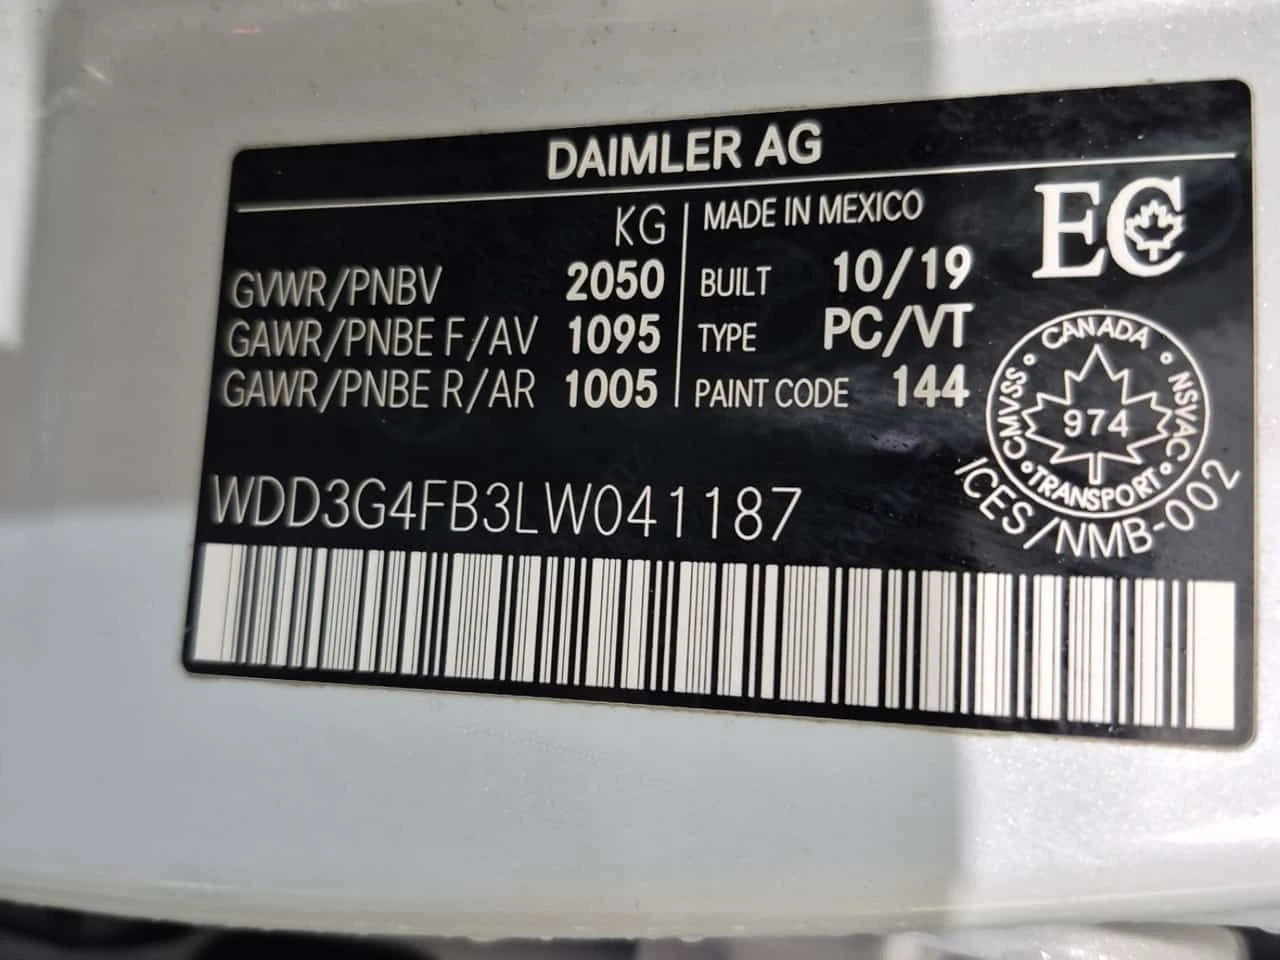 DAIMLER AG
KG
GVWR/PNBV 2050
GAWR/PNBE F/AV 1095
GAWR/PNBE R/AR 1005
MADE IN MEXICO
BUILT 10/19
TYPE PC/VT
PAINT CODE 144
EC
CANADA
CMVSS
NSVAC
974
TRANSPORT
ICES/NMB-002
WDD3G4FB3LW041187